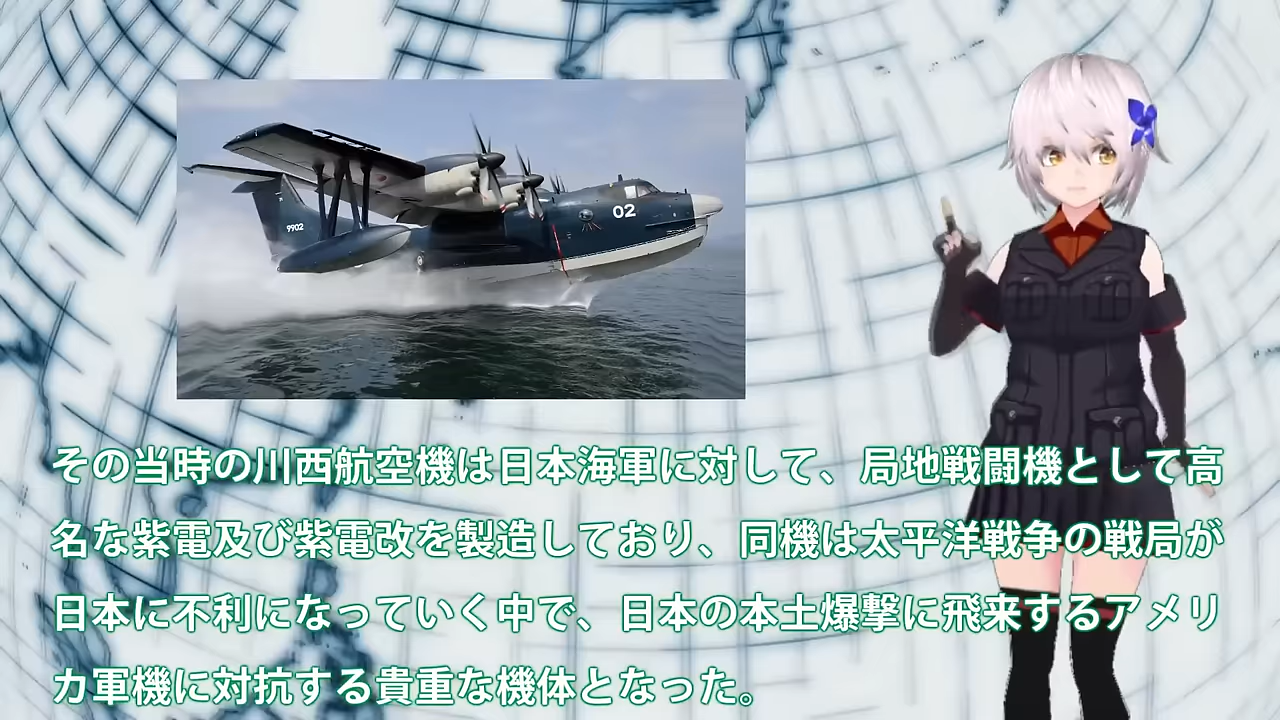 02
9902
その当時の川西航空機は日本海軍に対して、局地戦闘機として高
名な紫電及び紫電改を製造しており、同機は太平洋戦争の戦局が
日本に不利になっていく中で、日本の本土爆撃に飛来するアメリ
カ軍機に対抗する貴重な機体となった。